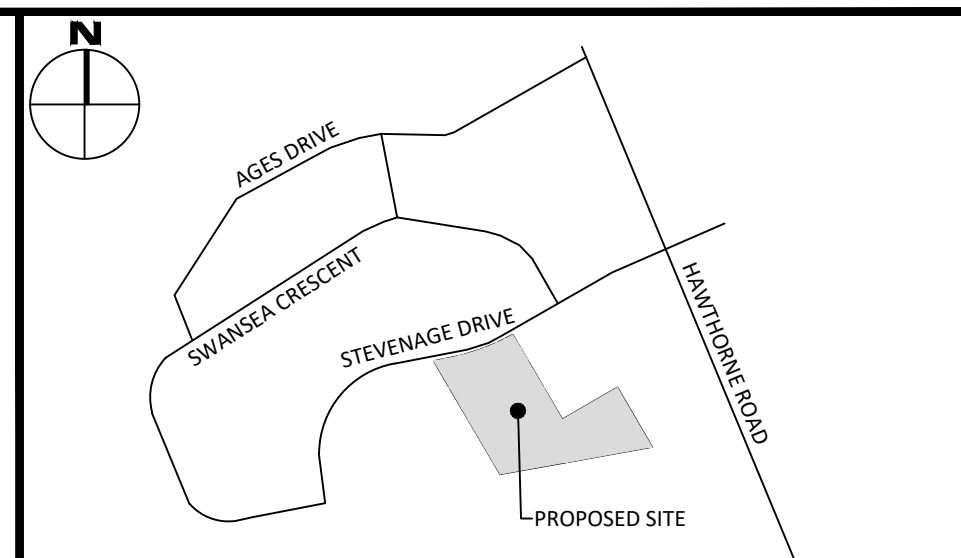 N
AGES DRIVE
SWANSEA CRESCENT
STEVENAGE DRIVE
HAWTHORNE ROAD
PROPOSED SITE